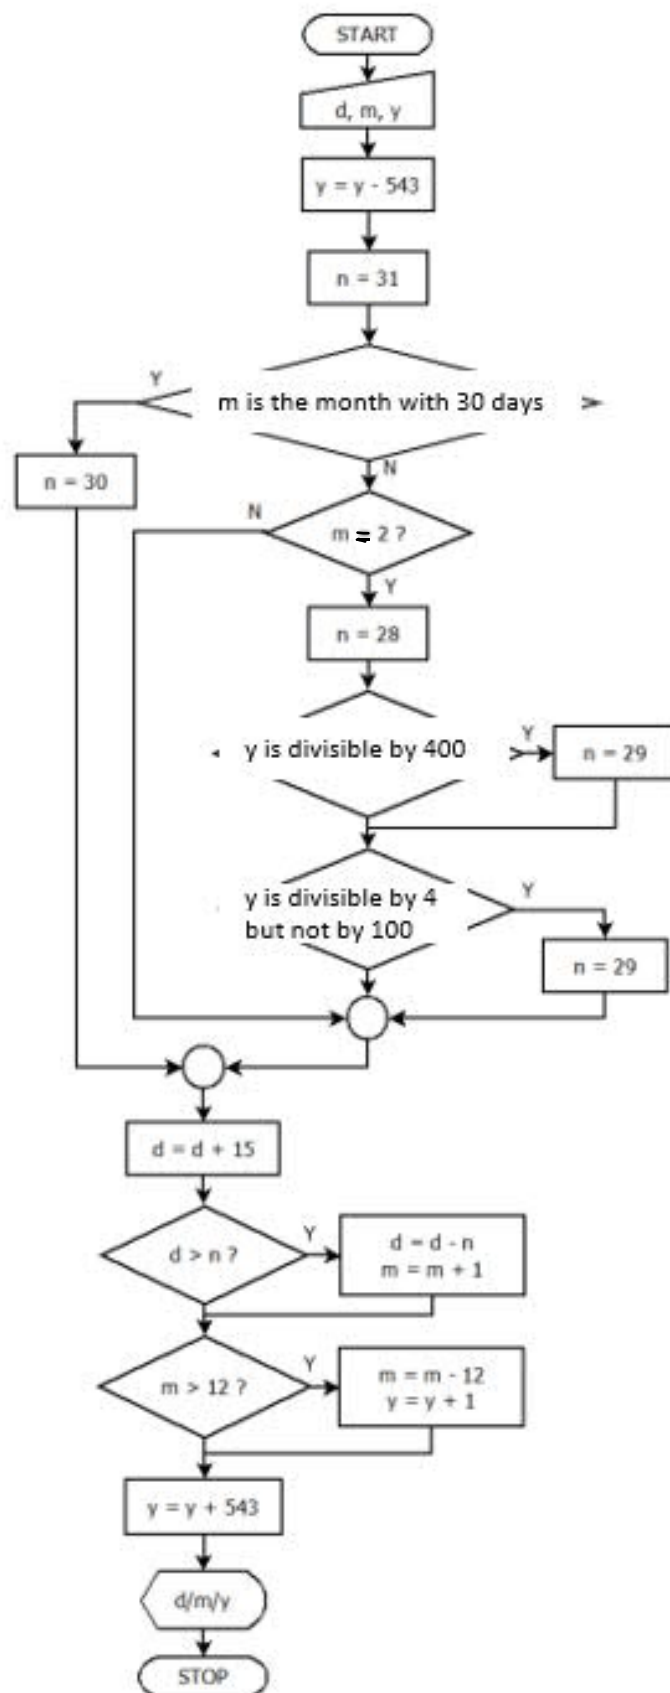 START
d, m, y
y = y - 543
n = 31
Y
m is the month with 30 days
N
n = 30
N
m = 2 ?
Y
n = 28
y is divisible by 400
Y
n = 29
y is divisible by 4
but not by 100
Y
n = 29
d = d + 15
d > n ?
Y
d = d - n
m = m + 1
m > 12 ?
Y
m = m - 12
y = y + 1
y = y + 543
d/m/y
STOP